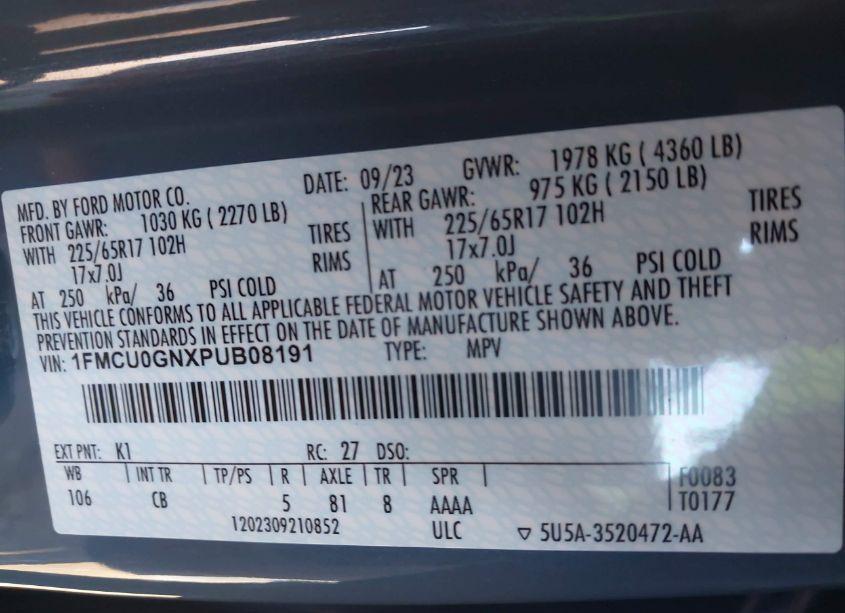 MFD. BY FORD MOTOR CO. DATE: 09/23 GVWR: 1978 KG ( 4360 LB)
FRONT GAWR: 1030 KG ( 2270 LB) REAR GAWR: 975 KG ( 2150 LB)
WITH 225/65R17 102H TIRES WITH 225/65R17 102H TIRES
17x7.0J RIMS 17x7.0J RIMS
AT 250 kPa/ 36 PSI COLD AT 250 kPa/ 36 PSI COLD
THIS VEHICLE CONFORMS TO ALL APPLICABLE FEDERAL MOTOR VEHICLE SAFETY AND THEFT
PREVENTION STANDARDS IN EFFECT ON THE DATE OF MANUFACTURE SHOWN ABOVE.
VIN: 1FMCU0GNXPUB08191 TYPE: MPV
EXT PNT: K1 RC: 27 DSO:
WB INT TR TP/PS R AXLE TR SPR F0083
106 CB 5 81 8 AAAA T0177
1202309210852 ULC ▽ 5U5A-3520472-AA